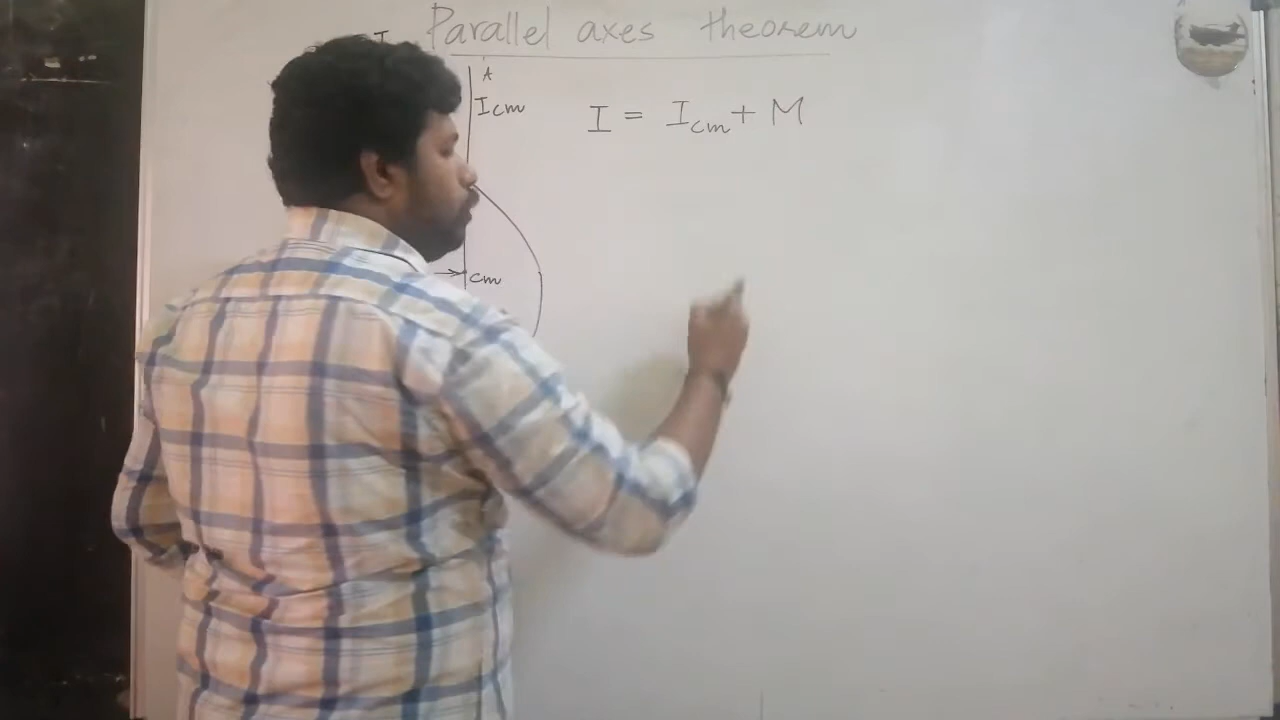 Parallel axes theorem
I
A
Icm
I = Icm + M
cm